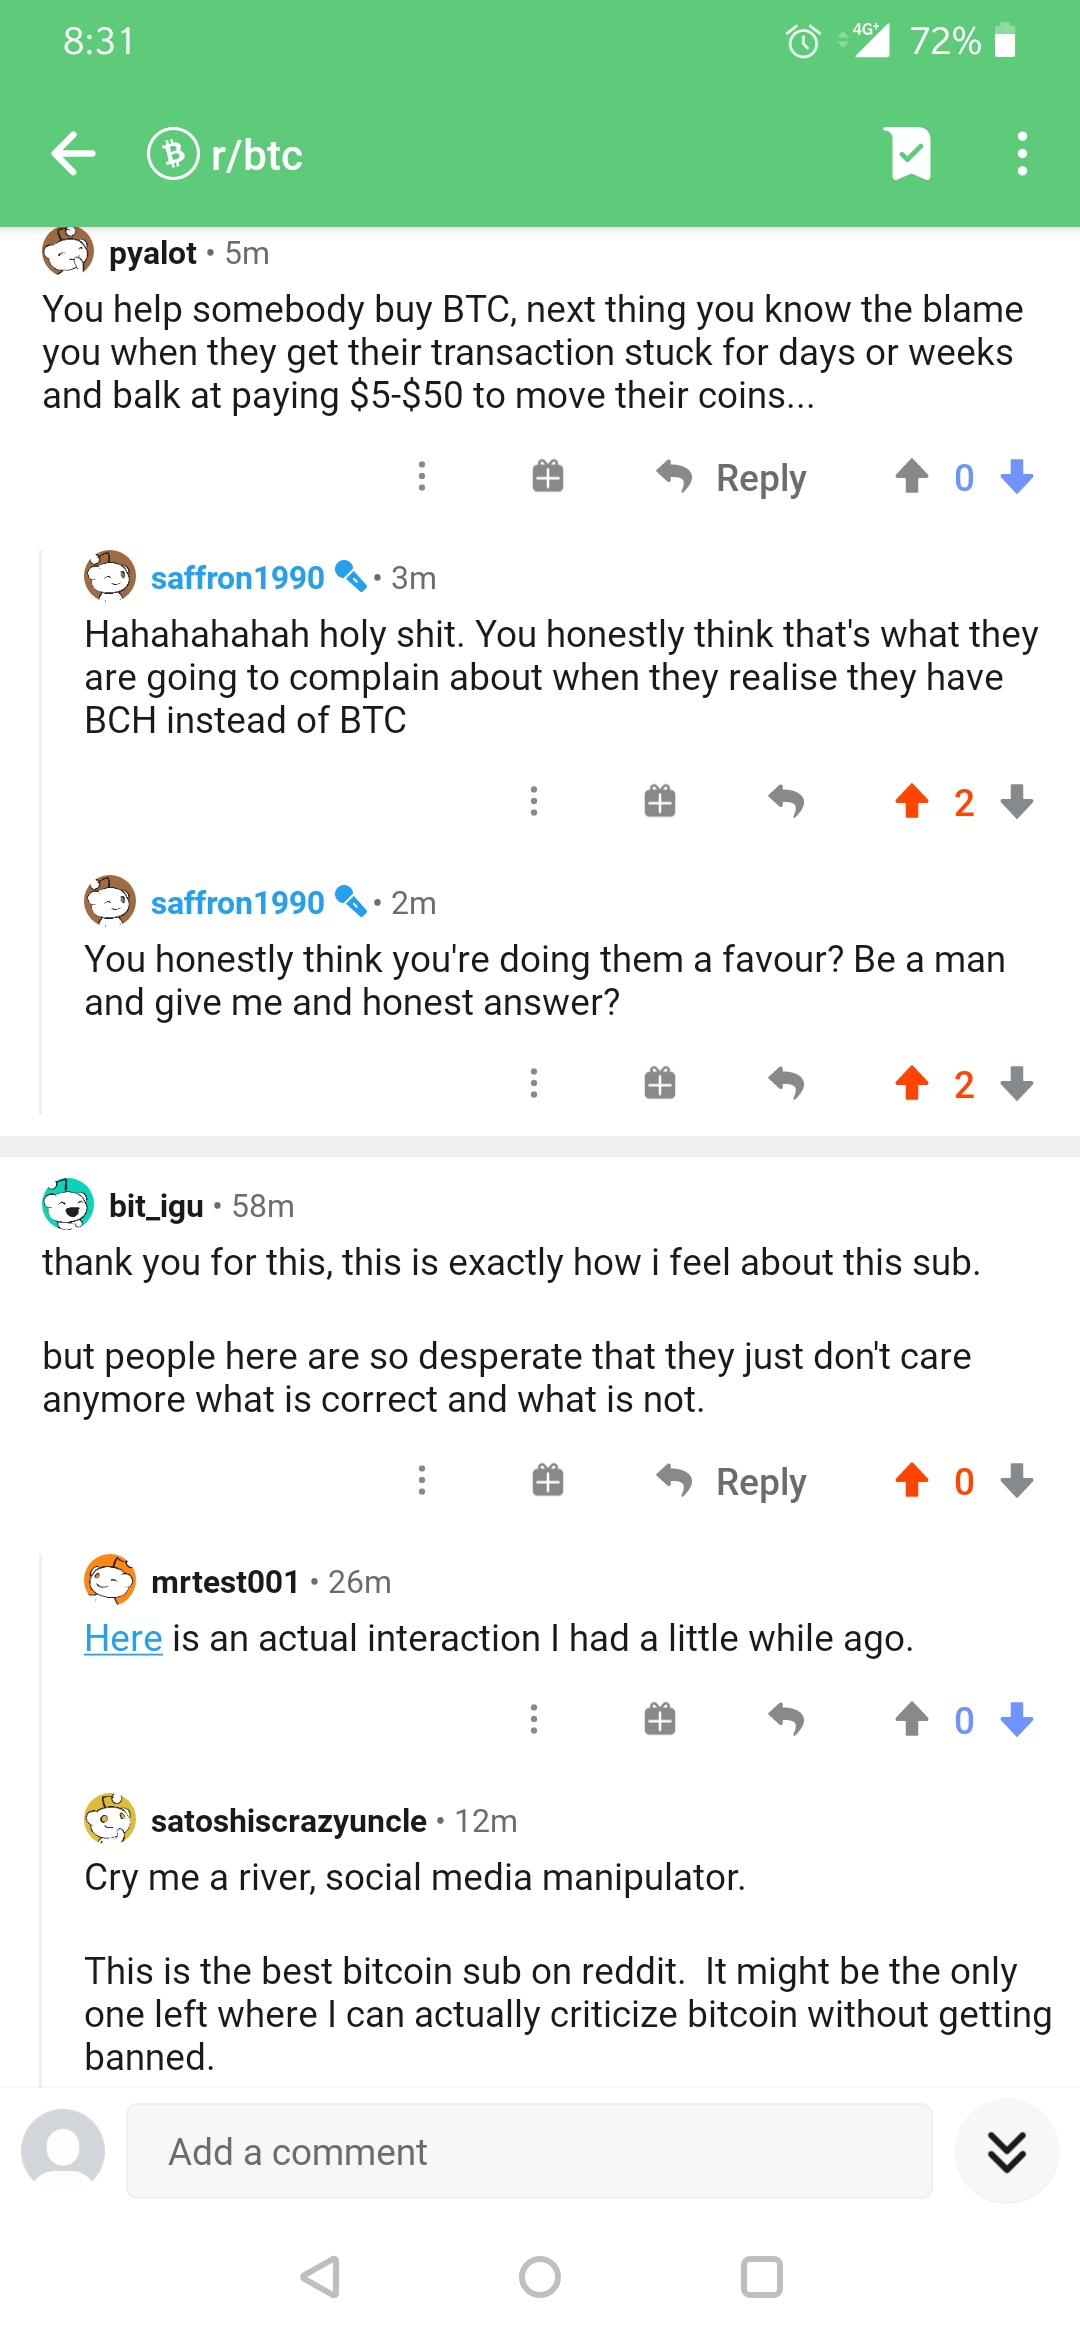 8:31
4G+ 72%
r/btc
pyalot • 5m
You help somebody buy BTC, next thing you know the blame
you when they get their transaction stuck for days or weeks
and balk at paying $5-$50 to move their coins...
Reply 0
saffron1990 • 3m
Hahahahahah holy shit. You honestly think that's what they
are going to complain about when they realise they have
BCH instead of BTC
2
saffron1990 • 2m
You honestly think you're doing them a favour? Be a man
and give me and honest answer?
2
bit_igu • 58m
thank you for this, this is exactly how i feel about this sub.
but people here are so desperate that they just don't care
anymore what is correct and what is not.
Reply 0
mrtest001 • 26m
Here is an actual interaction I had a little while ago.
0
satoshiscrazyuncle • 12m
Cry me a river, social media manipulator.
This is the best bitcoin sub on reddit.  It might be the only
one left where I can actually criticize bitcoin without getting
banned.
Add a comment